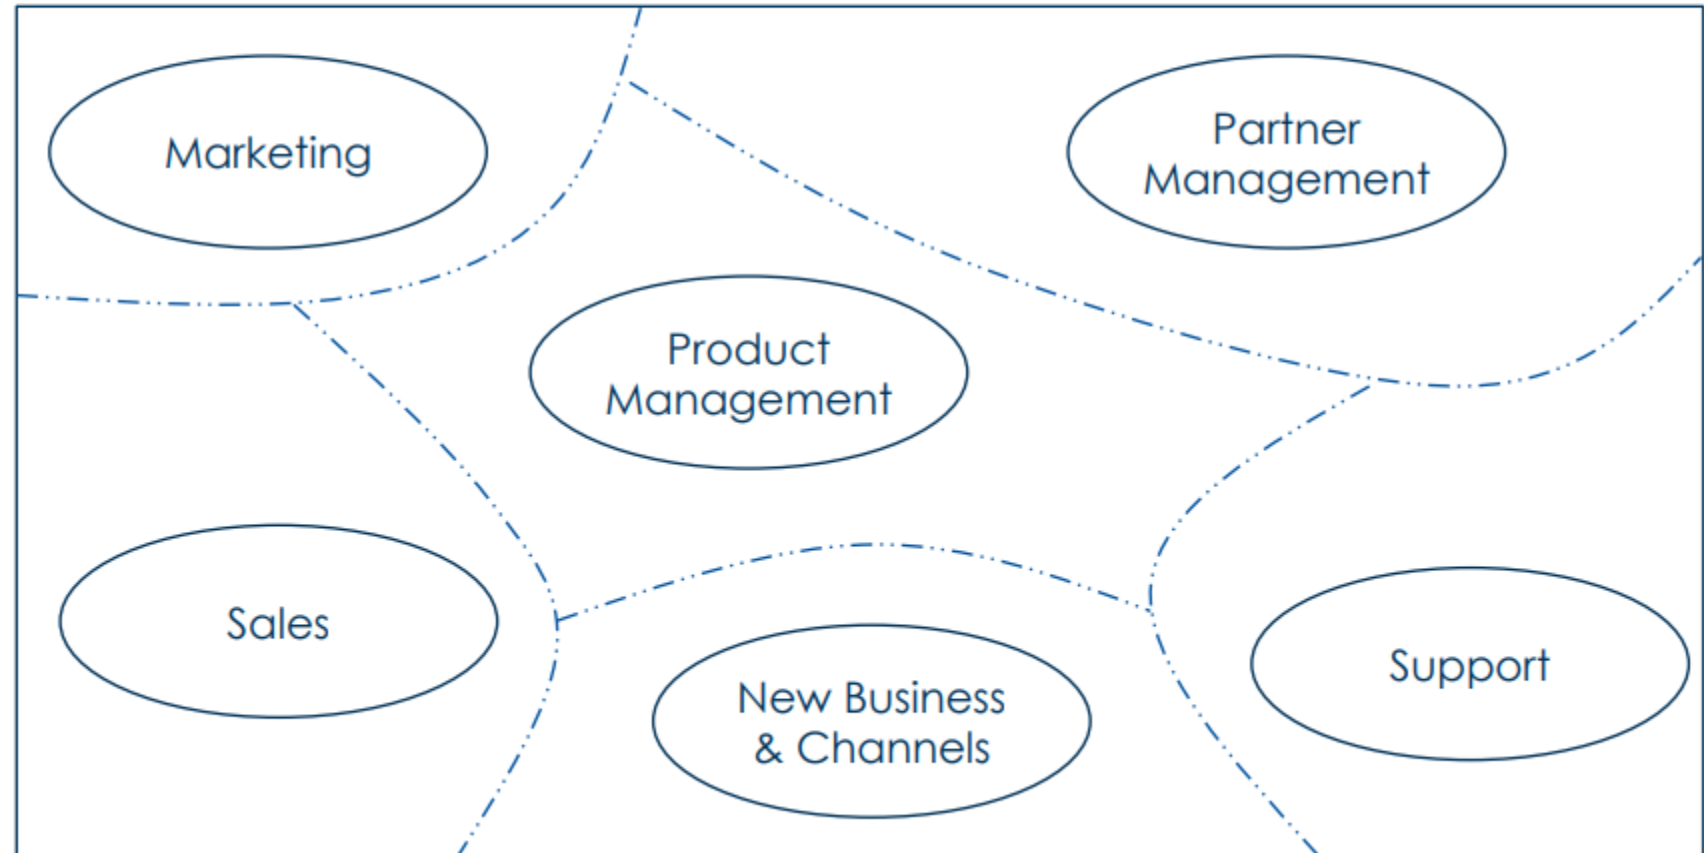 Marketing
Partner
Management
Product
Management
Sales
New Business
& Channels
Support